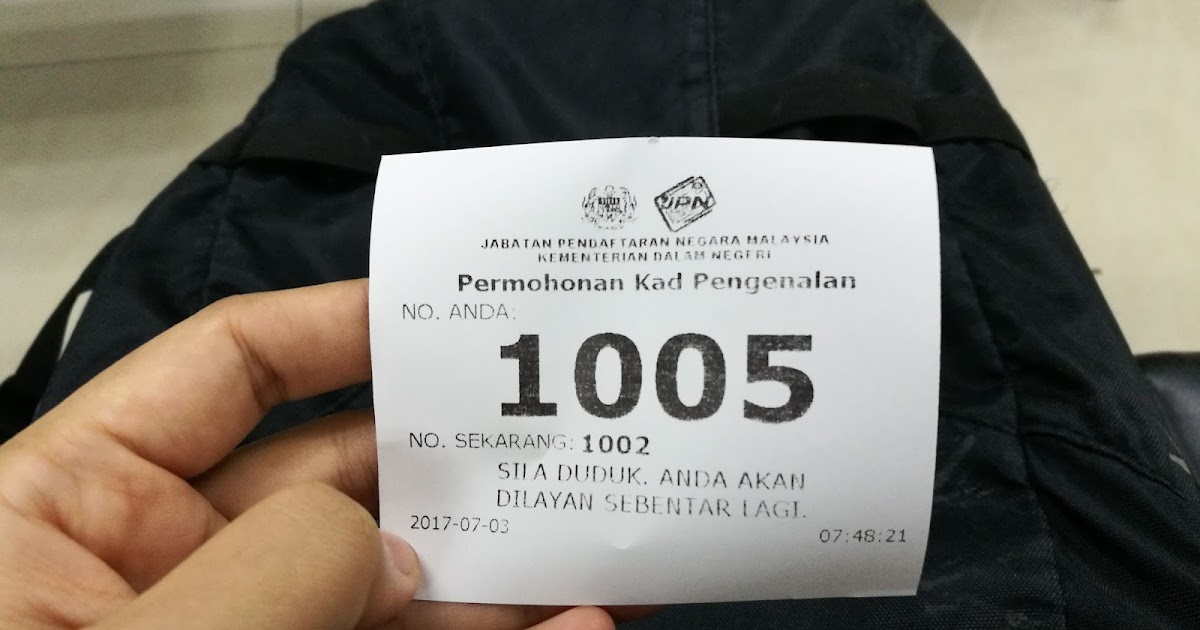 JPN
JABATAN PENDAFTARAN NEGARA MALAYSIA
KEMENTERIAN DALAM NEGERI
Permohonan Kad Pengenalan
NO. ANDA:
1005
NO. SEKARANG: 1002
SILA DUDUK. ANDA AKAN
DILAYAN SEBENTAR LAGI.
2017-07-03 07:48:21